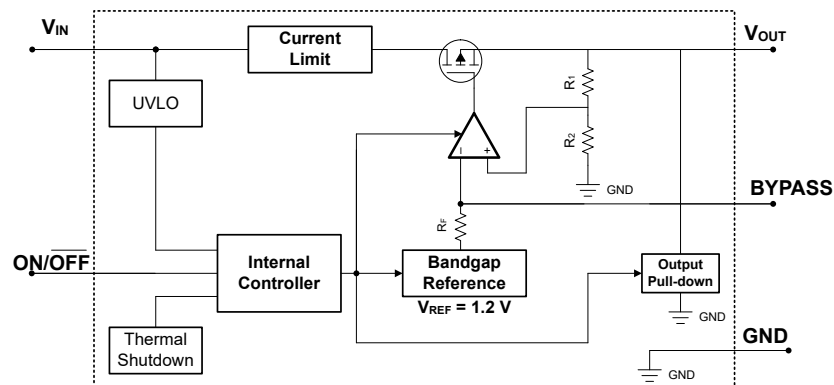 VIN
Current
Limit
VOUT
UVLO
R1
R2
- +
GND
BYPASS
RF
ON/OFF
Internal
Controller
Bandgap
Reference
VREF = 1.2 V
Output
Pull-down
GND
GND
Thermal
Shutdown
GND